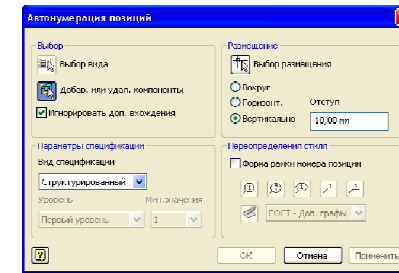 Автонумерация позиций
Выбор
Выбор вида
Добав. или удал. компоненты
Игнорировать доп. вхождения
Размещение
Выбор размещения
Вокруг
Горизонт.
Отступ
Вертикально
10,00 мм
Параметры спецификации
Вид спецификации
Структурированный
Уровень
Мин.значения
Первый уровень
1
Переопределения стиля
Форма рамки номера позиции
ГОСТ - Доп. графы
ОК
Отмена
Применить